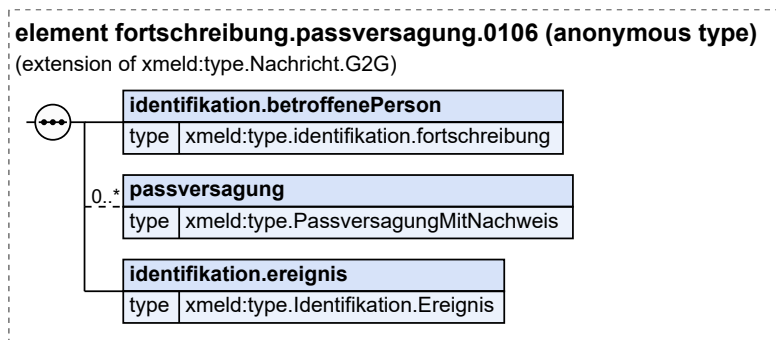 element fortschreibung.passversagung.0106 (anonymous type)
(extension of xmeld:type.Nachricht.G2G)
identifikation.betroffenePerson
type xmeld:type.identifikation.fortschreibung
0..* passversagung
type xmeld:type.PassversagungMitNachweis
identifikation.ereignis
type xmeld:type.Identifikation.Ereignis